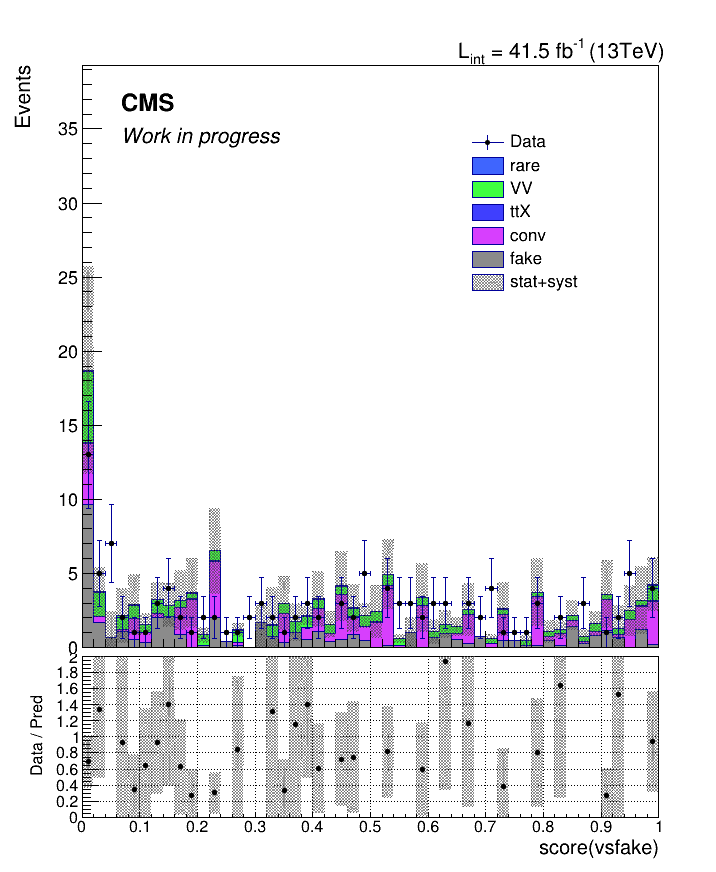 L_int = 41.5 fb^-1 (13TeV)
Events
CMS
Work in progress
Data
rare
VV
ttX
conv
fake
stat+syst
35
30
25
20
15
10
5
0
Data / Pred
2
1.8
1.6
1.4
1.2
1
0.8
0.6
0.4
0.2
0
0 0.1 0.2 0.3 0.4 0.5 0.6 0.7 0.8 0.9 1
score(vsfake)